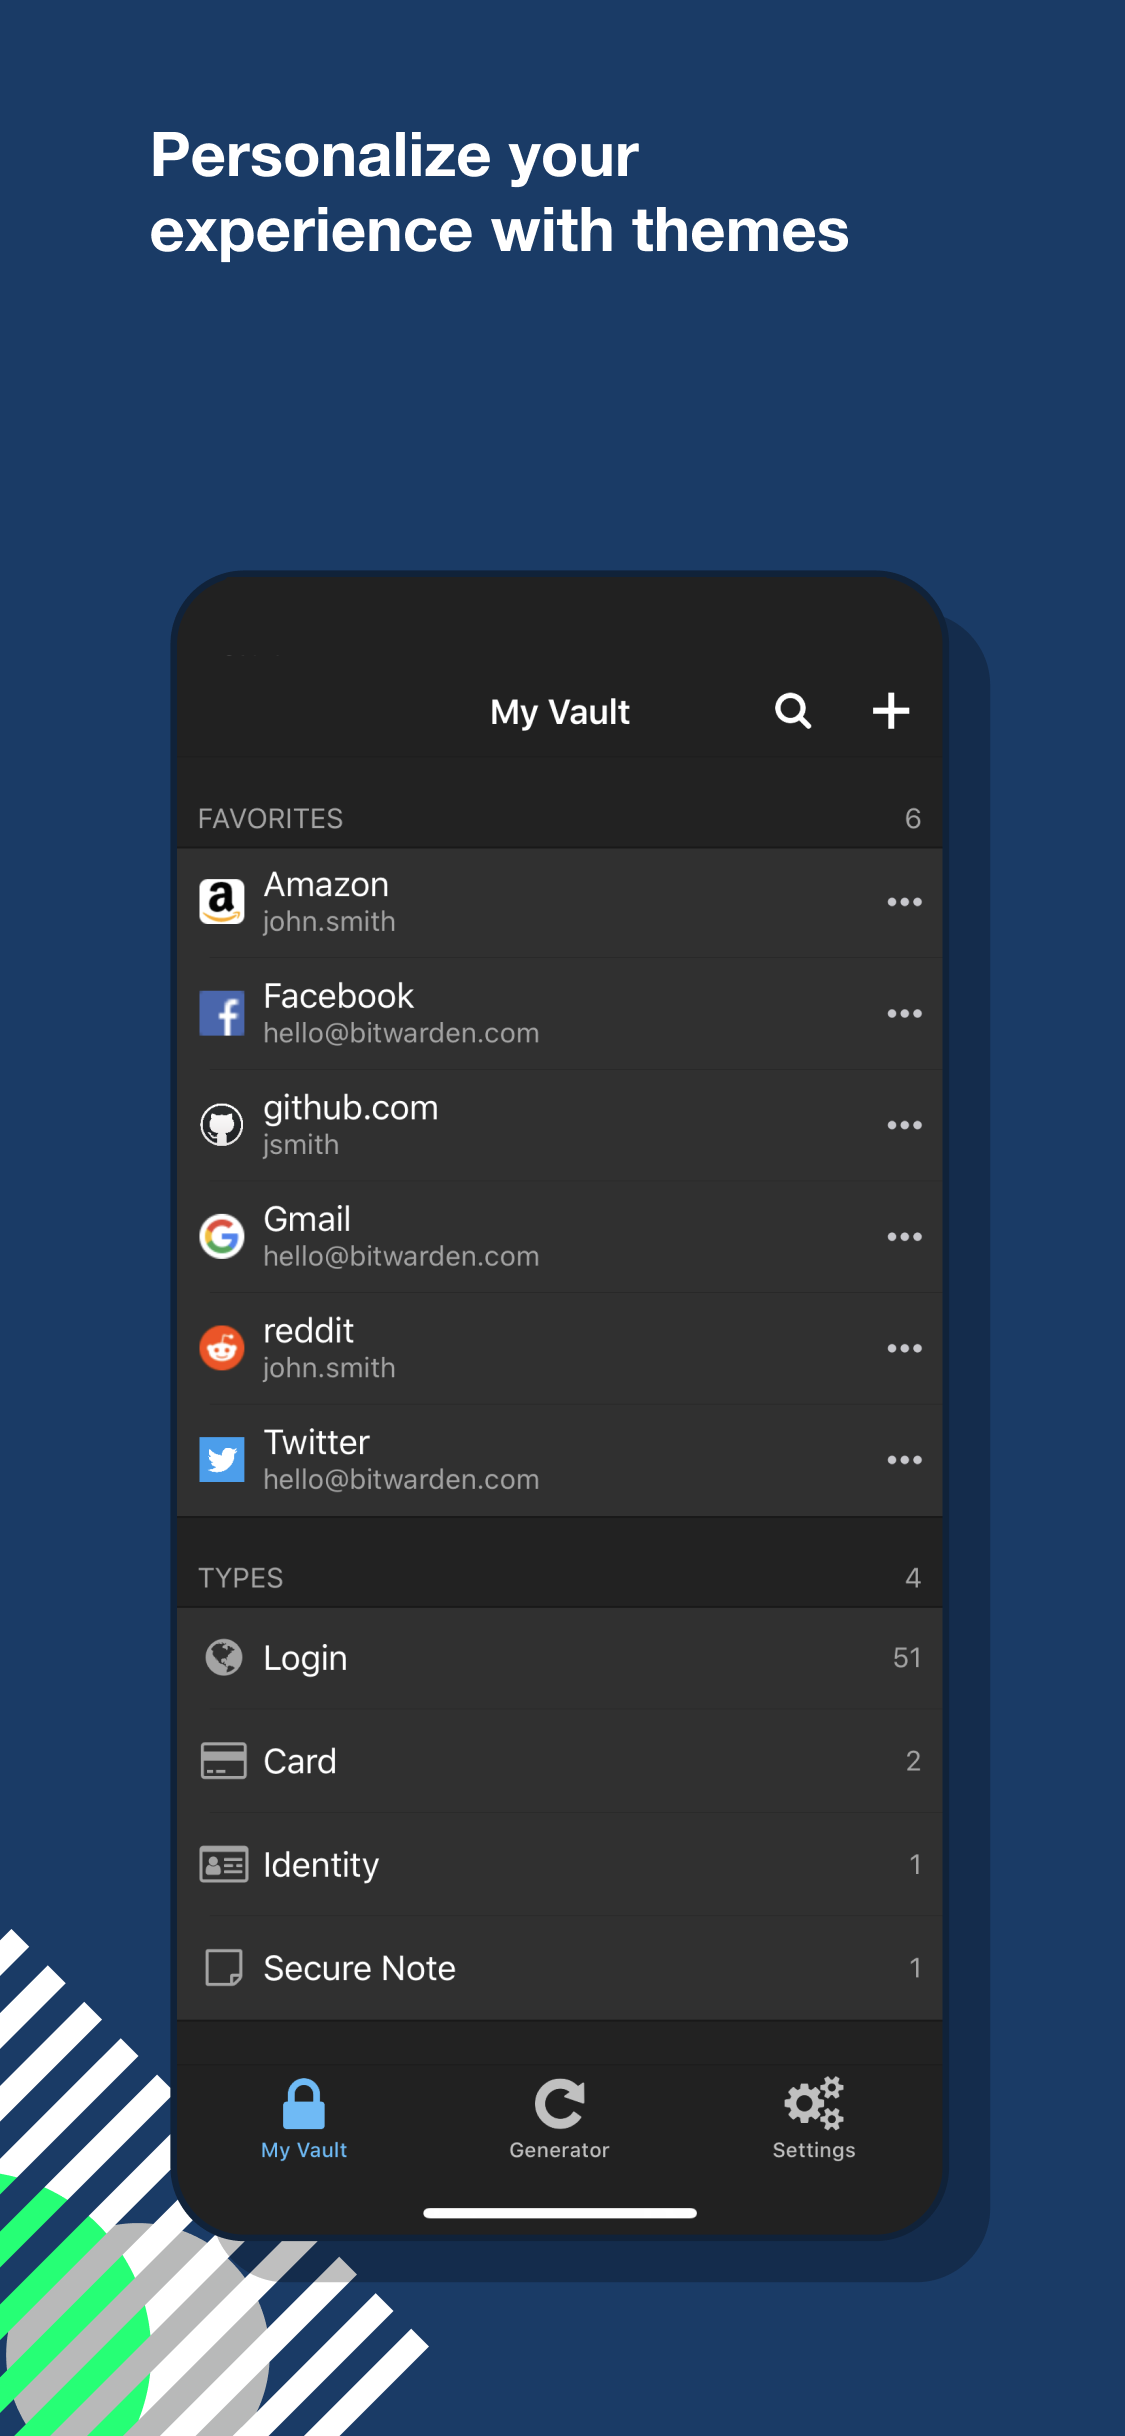 Personalize your
experience with themes
My Vault
FAVORITES 6
Amazon
john.smith
Facebook
hello@bitwarden.com
github.com
jsmith
Gmail
hello@bitwarden.com
reddit
john.smith
Twitter
hello@bitwarden.com
TYPES 4
Login 51
Card 2
Identity 1
Secure Note 1
My Vault Generator Settings